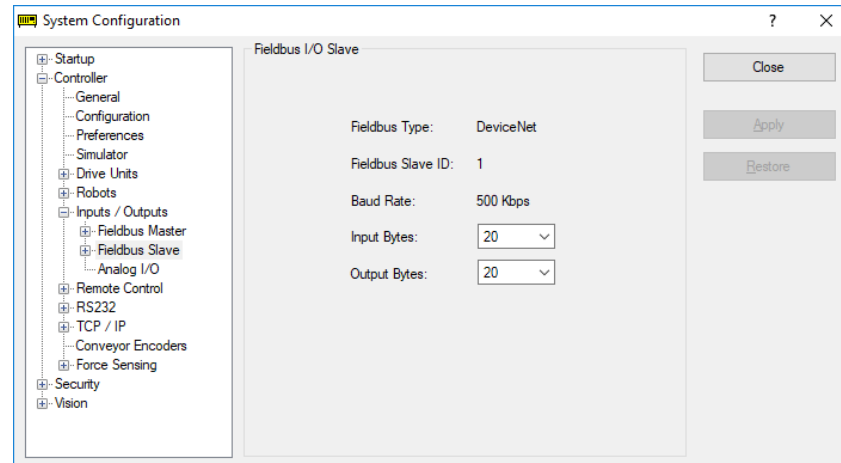 System Configuration
?
Startup
Controller
General
Configuration
Preferences
Simulator
Drive Units
Robots
Inputs / Outputs
Fieldbus Master
Fieldbus Slave
Analog I/O
Remote Control
RS232
TCP / IP
Conveyor Encoders
Force Sensing
Security
Vision
Fieldbus I/O Slave
Fieldbus Type: DeviceNet
Fieldbus Slave ID: 1
Baud Rate: 500 Kbps
Input Bytes: 20
Output Bytes: 20
Close
Apply
Restore